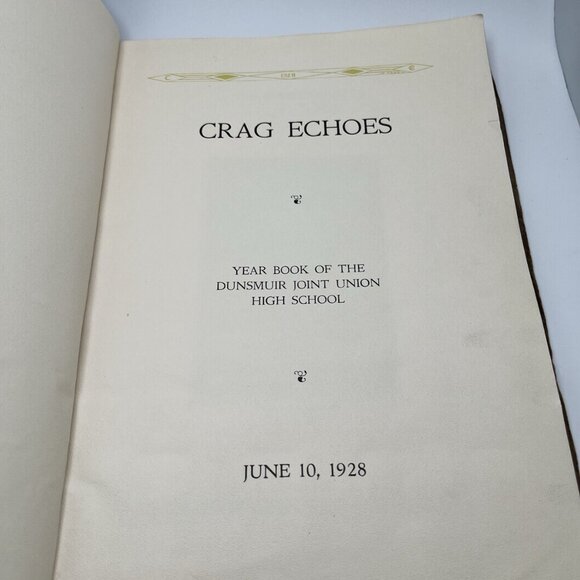 CRAG ECHOES
YEAR BOOK OF THE
DUNSMUIR JOINT UNION
HIGH SCHOOL
JUNE 10, 1928